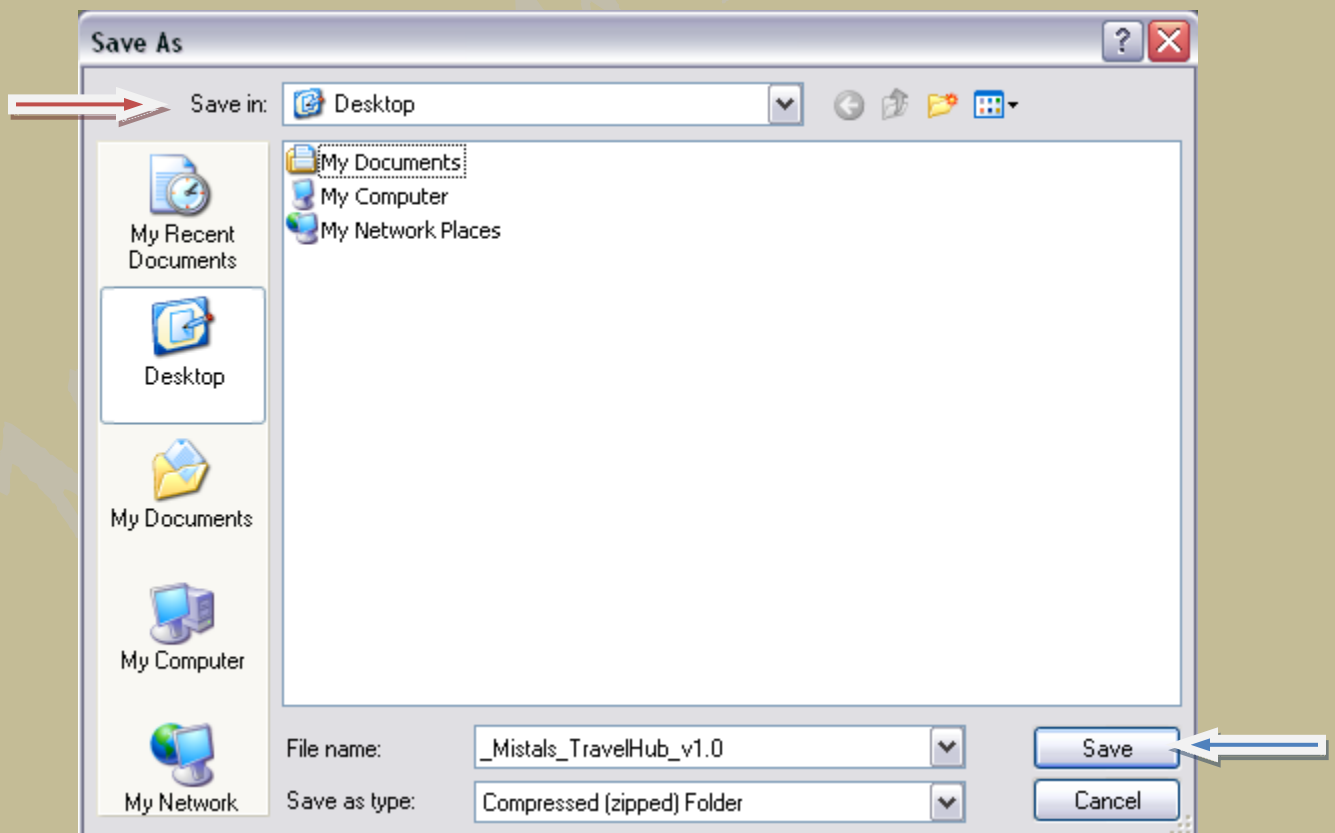 Save As
Save in:
Desktop
My Documents
My Computer
My Network Places
My Recent
Documents
Desktop
My Documents
My Computer
My Network
File name:
_Mistals_TravelHub_v1.0
Save
Save as type:
Compressed (zipped) Folder
Cancel